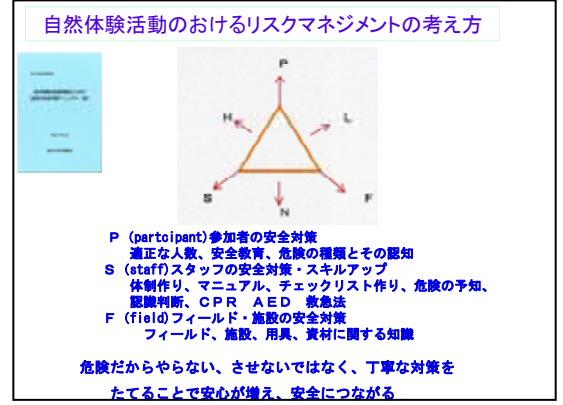 自然体験活動のおけるリスクマネジメントの考え方
P
H
L
S
F
N
P (partcipant)参加者の安全対策
適正な人数、安全教育、危険の種類とその認知
S (staff)スタッフの安全対策・スキルアップ
体制作り、マニュアル、チェックリスト作り、危険の予知、
認識判断、CPR AED 救急法
F (field)フィールド・施設の安全対策
フィールド、施設、用具、資材に関する知識
危険だからやらない、させないではなく、丁寧な対策を
たてることで安心が増え、安全につながる